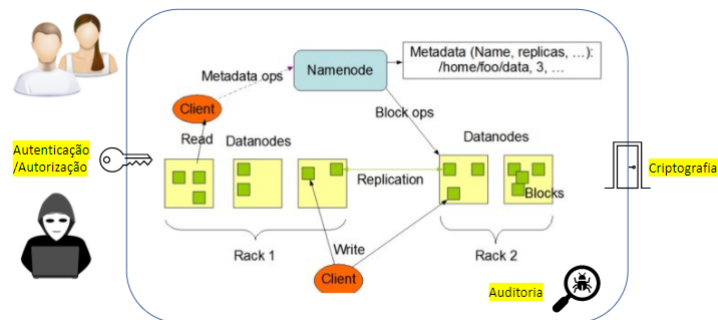 Metadata (Name, replicas, …):
/home/foo/data, 3, …
Namenode
Metadata ops
Client
Block ops
Read
Datanodes
Datanodes
Autenticação
/Autorização
Criptografia
Replication
Blocks
Write
Rack 1
Rack 2
Client
Auditoria